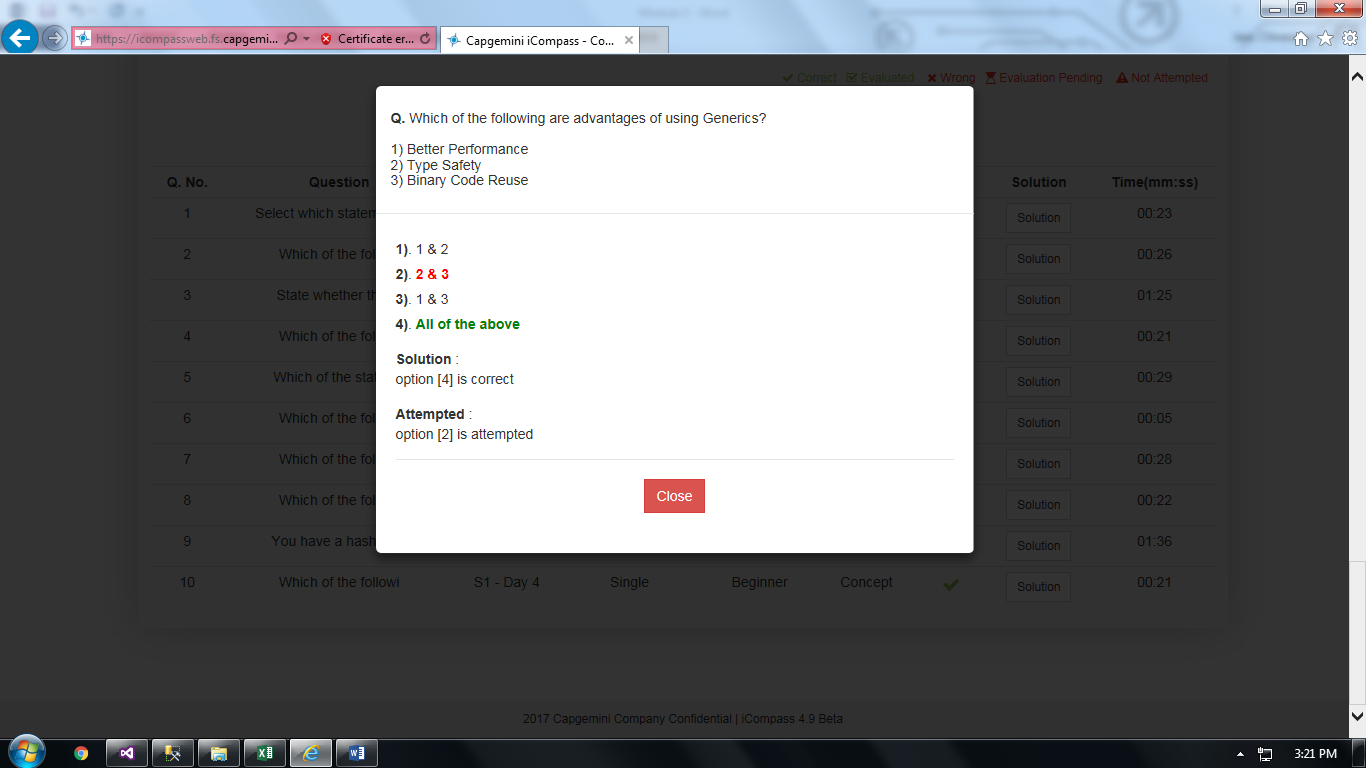 https://icompassweb.fs.capgemi... Certificate er... Capgemini iCompass - Co...
Correct Evaluated Wrong Evaluation Pending Not Attempted
Q. Which of the following are advantages of using Generics?
1) Better Performance
2) Type Safety
3) Binary Code Reuse
1). 1 & 2
2). 2 & 3
3). 1 & 3
4). All of the above
Solution :
option [4] is correct
Attempted :
option [2] is attempted
Close
Q. No. Question Solution Time(mm:ss)
1 Select which statem Solution 00:23
2 Which of the fol Solution 00:26
3 State whether th Solution 01:25
4 Which of the fol Solution 00:21
5 Which of the stat Solution 00:29
6 Which of the fol Solution 00:05
7 Which of the fol Solution 00:28
8 Which of the fol Solution 00:22
9 You have a hash Solution 01:36
10 Which of the followi S1 - Day 4 Single Beginner Concept Solution 00:21
2017 Capgemini Company Confidential | iCompass 4.9 Beta
3:21 PM